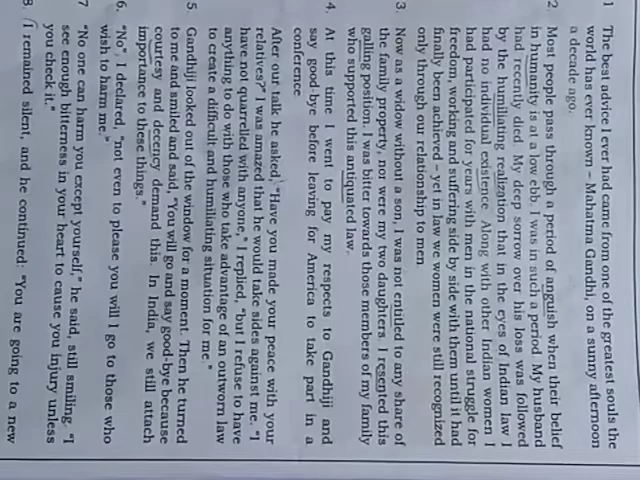 1 The best advice I ever had came from one of the greatest souls the
world has ever known – Mahatma Gandhi, on a sunny afternoon
a decade ago.
2. Most people pass through a period of anguish when their belief
in humanity is at a low ebb. I was in such a period. My husband
had recently died. My deep sorrow over his loss was followed
by the humiliating realization that in the eyes of Indian law I
had no individual existence. Along with other Indian women I
had participated for years with men in the national struggle for
freedom, working and suffering side by side with them until it had
finally been achieved – yet in law we women were still recognized
only through our relationship to men
3. Now as a widow without a son, I was not entitled to any share of
the family property, nor were my two daughters. I resented this
galling position. I was bitter towards those members of my family
who supported this antiquated law.
4. At this time I went to pay my respects to Gandhiji and
say good-bye before leaving for America to take part in a
conference
After our talk he asked, "Have you made your peace with your
relatives?" I was amazed that he would take sides against me. "I
have not quarrelled with anyone," I replied, "but I refuse to have
anything to do with those who take advantage of an outworn law
to create a difficult and humiliating situation for me."
5. Gandhiji looked out of the window for a moment. Then he turned
to me and smiled and said, "You will go and say good-bye because
courtesy and decency demand this. In India, we still attach
importance to these things."
6. "No", I declared, "not even to please you will I go to those who
wish to harm me."
7 "No one can harm you except yourself," he said, still smiling. "I
see enough bitterness in your heart to cause you injury unless
you check it."
8. I remained silent, and he continued: "You are going to a new